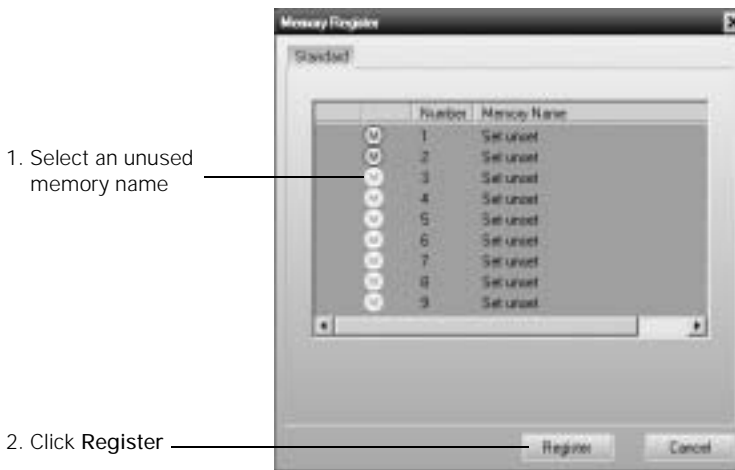 Memory Register
Standard
Number Memory Name
1 Set unset
2 Set unset
1. Select an unused
memory name
3 Set unset
4 Set unset
5 Set unset
6 Set unset
7 Set unset
8 Set unset
9 Set unset
2. Click Register
Register Cancel